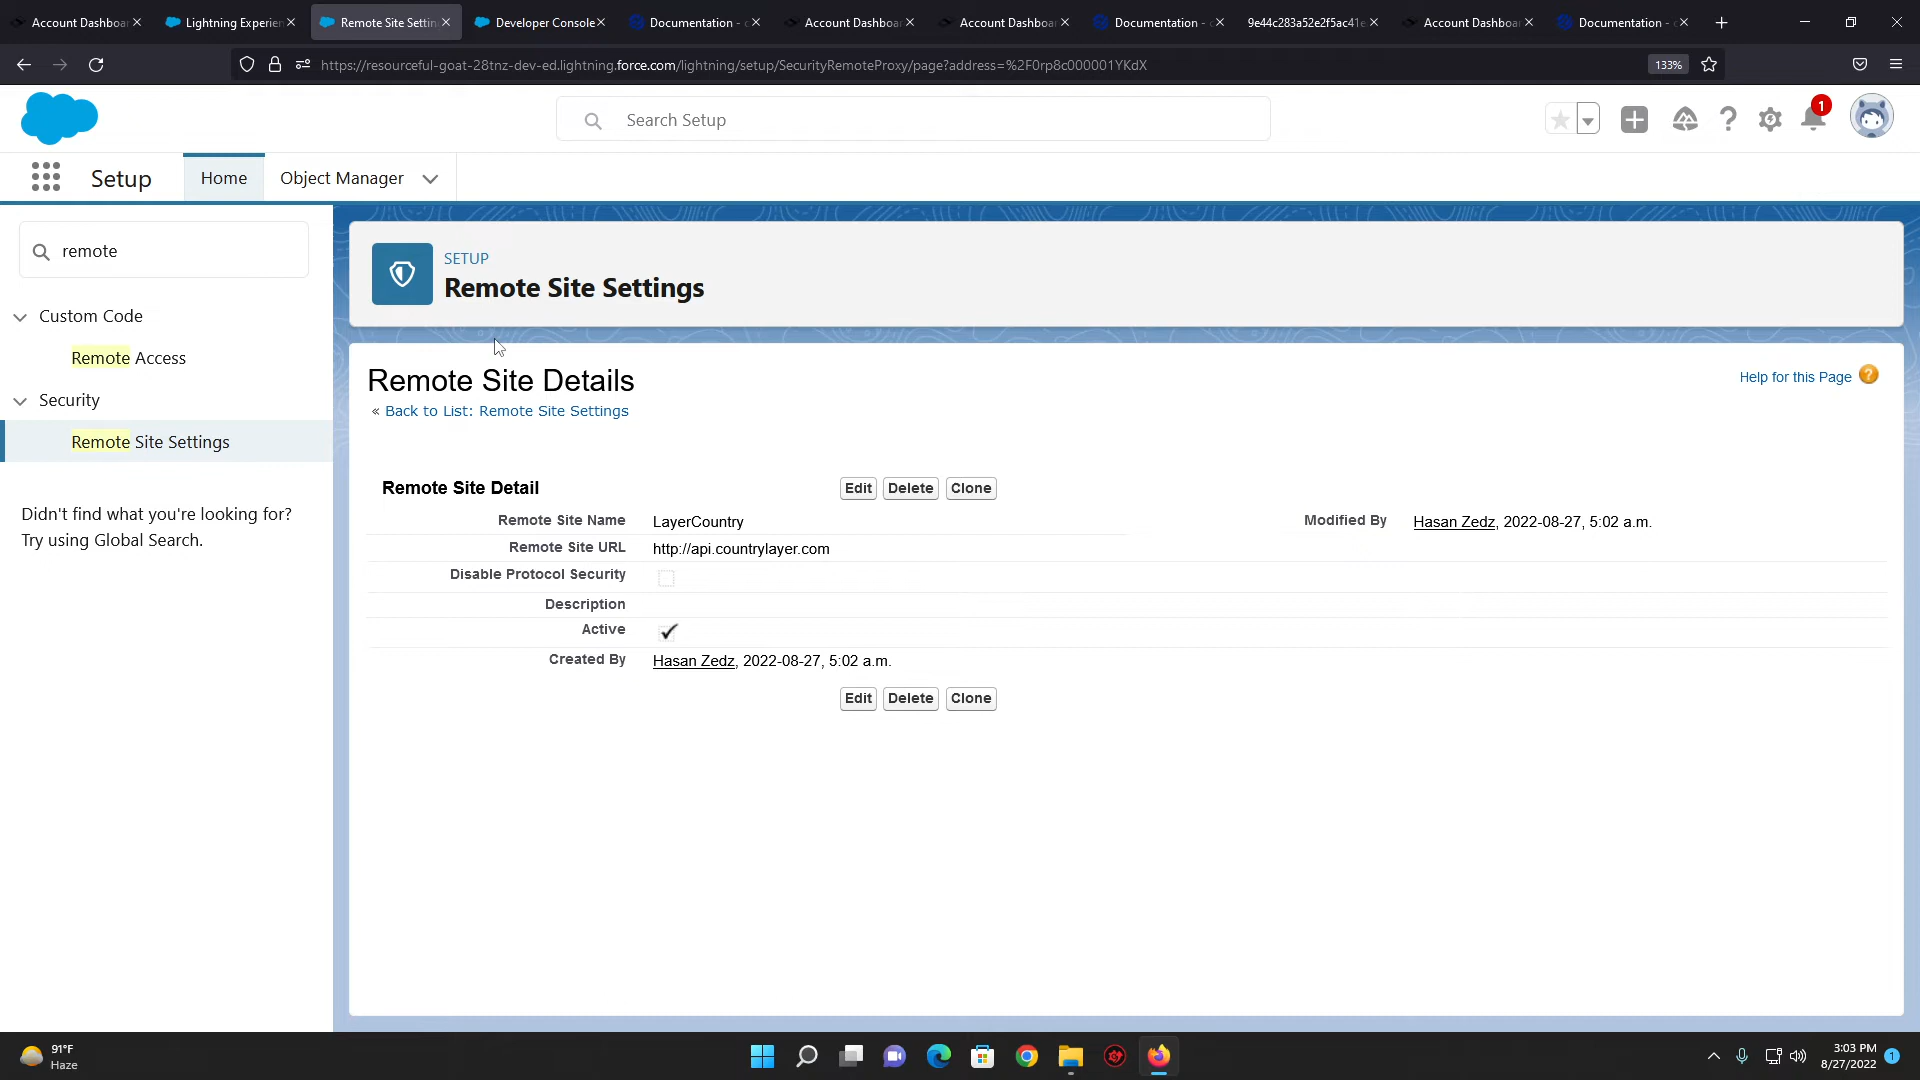 Account Dashboar
Lightning Experien
Remote Site Settin
Developer Console
Documentation -
Account Dashboar
Account Dashboar
Documentation -
9e44c283a52e2f5ac41e
Account Dashboar
Documentation -
https://resourceful-goat-28tnz-dev-ed.lightning.force.com/lightning/setup/SecurityRemoteProxy/page?address=%2F0rp8c000001YKdX
133%
Search Setup
1
Setup
Home
Object Manager
remote
Custom Code
Remote Access
Security
Remote Site Settings
Didn't find what you're looking for?
Try using Global Search.
SETUP
Remote Site Settings
Remote Site Details
Help for this Page ?
« Back to List: Remote Site Settings
Remote Site Detail
Edit Delete Clone
Remote Site Name LayerCountry
Modified By Hasan Zedz, 2022-08-27, 5:02 a.m.
Remote Site URL http://api.countrylayer.com
Disable Protocol Security
Description
Active
Created By Hasan Zedz, 2022-08-27, 5:02 a.m.
Edit Delete Clone
91°F
Haze
3:03 PM
8/27/2022
1